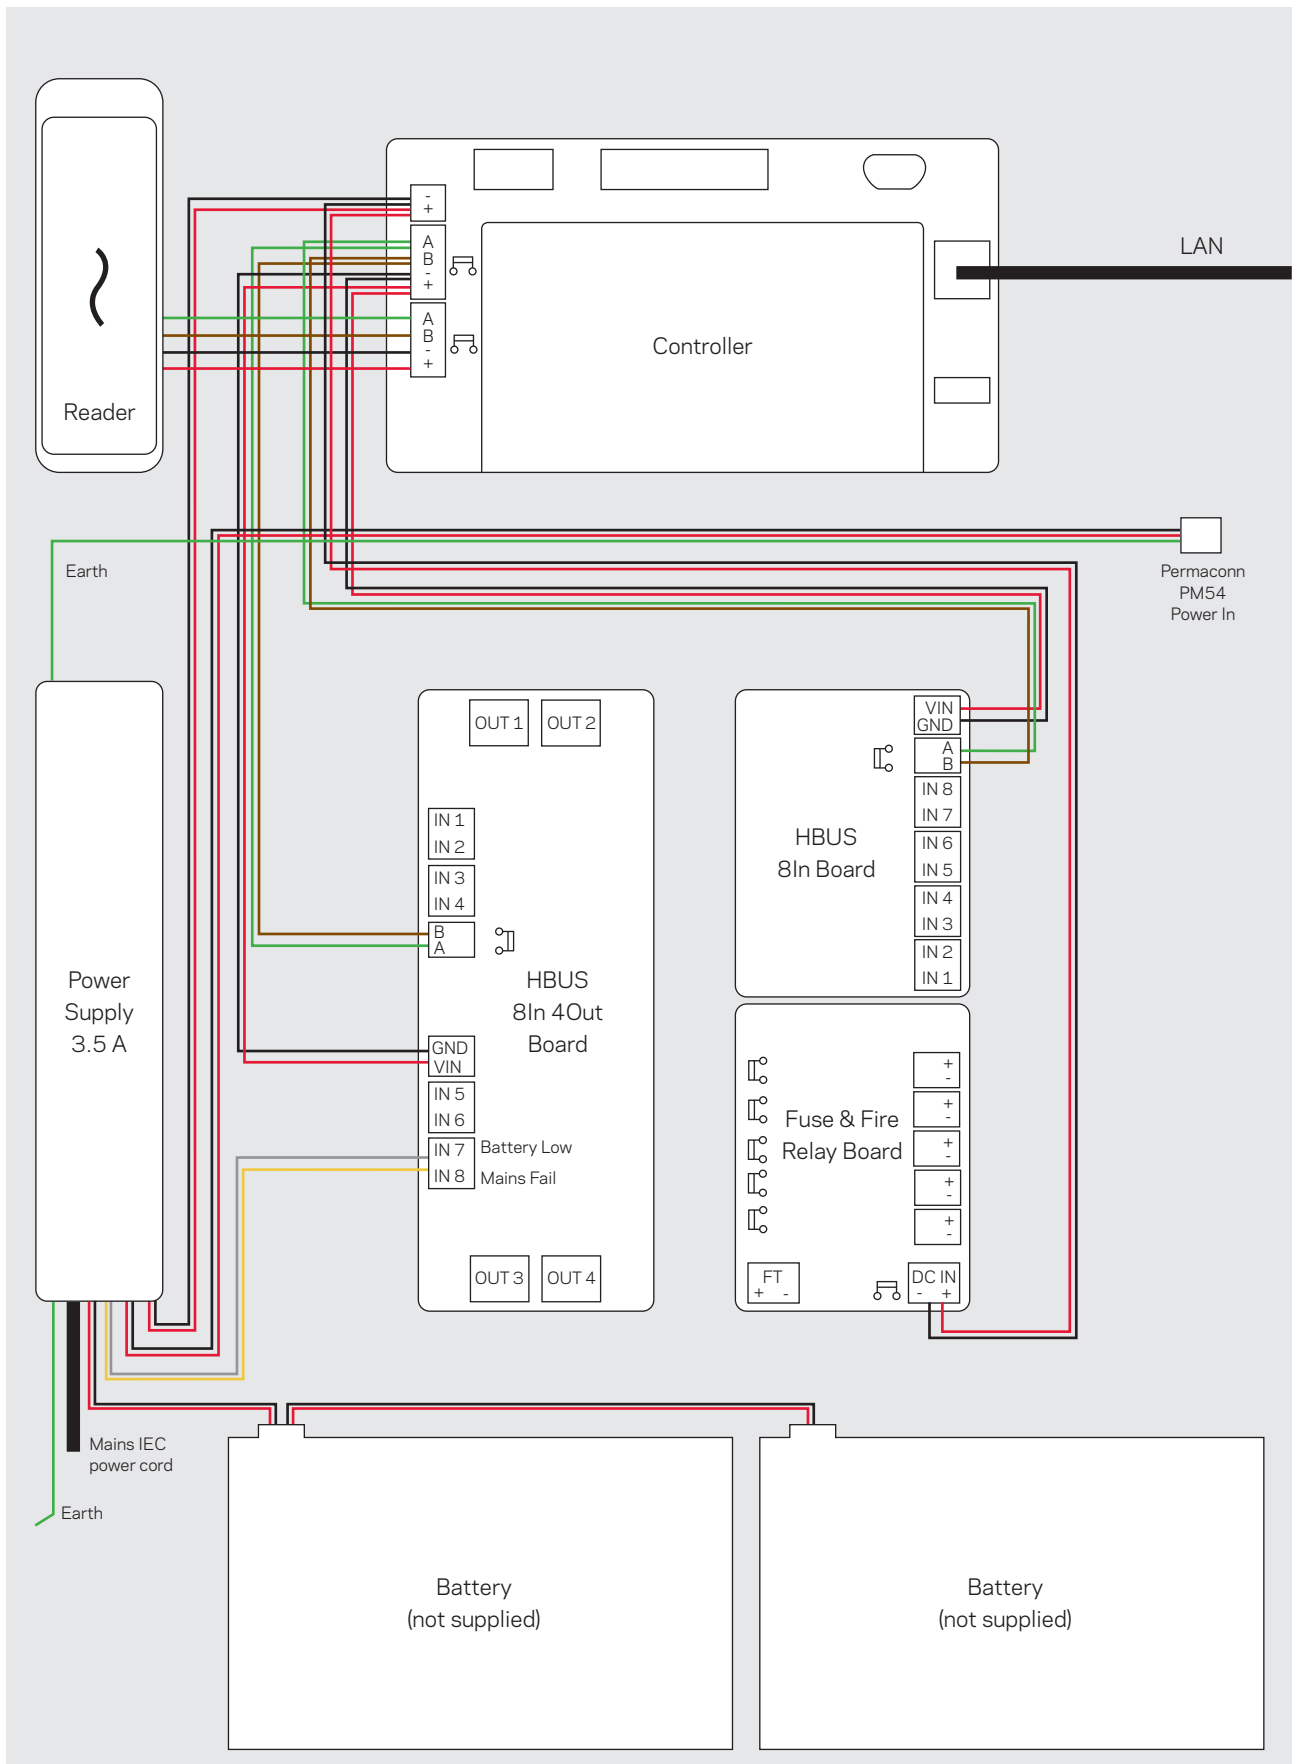 -
+
A
B
-
+
A
B
-
+
LAN
Controller
Reader
Earth
Permaconn
PM54
Power In
OUT 1
OUT 2
VIN
GND
A
B
IN 8
IN 7
IN 6
IN 5
IN 4
IN 3
IN 2
IN 1
HBUS
8In Board
IN 1
IN 2
IN 3
IN 4
B
A
HBUS
8In 4Out
Board
GND
VIN
IN 5
IN 6
IN 7
IN 8
Battery Low
Mains Fail
OUT 3
OUT 4
Power
Supply
3.5 A
Fuse & Fire
Relay Board
+
-
+
-
+
-
+
-
+
-
FT
+ -
DC IN
- +
Mains IEC
power cord
Earth
Battery
(not supplied)
Battery
(not supplied)